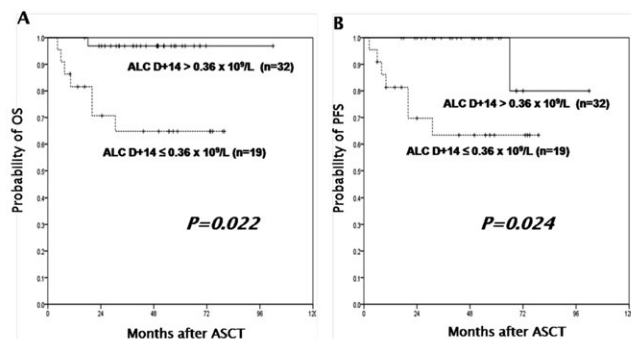 A
Probability of OS
1.0
0.9
0.8
0.7
0.6
0.5
0.4
0.3
0.2
0.1
0.0
ALC D+14 > 0.36 x 10⁹/L (n=32)
ALC D+14 ≤ 0.36 x 10⁹/L (n=19)
P=0.022
0 24 48 72 96 12
Months after ASCT
B
Probability of PFS
1.0
0.9
0.8
0.7
0.6
0.5
0.4
0.3
0.2
0.1
0.0
ALC D+14 > 0.36 x 10⁹/L (n=32)
ALC D+14 ≤ 0.36 x 10⁹/L (n=19)
P=0.024
0 24 48 72 96 120
Months after ASCT